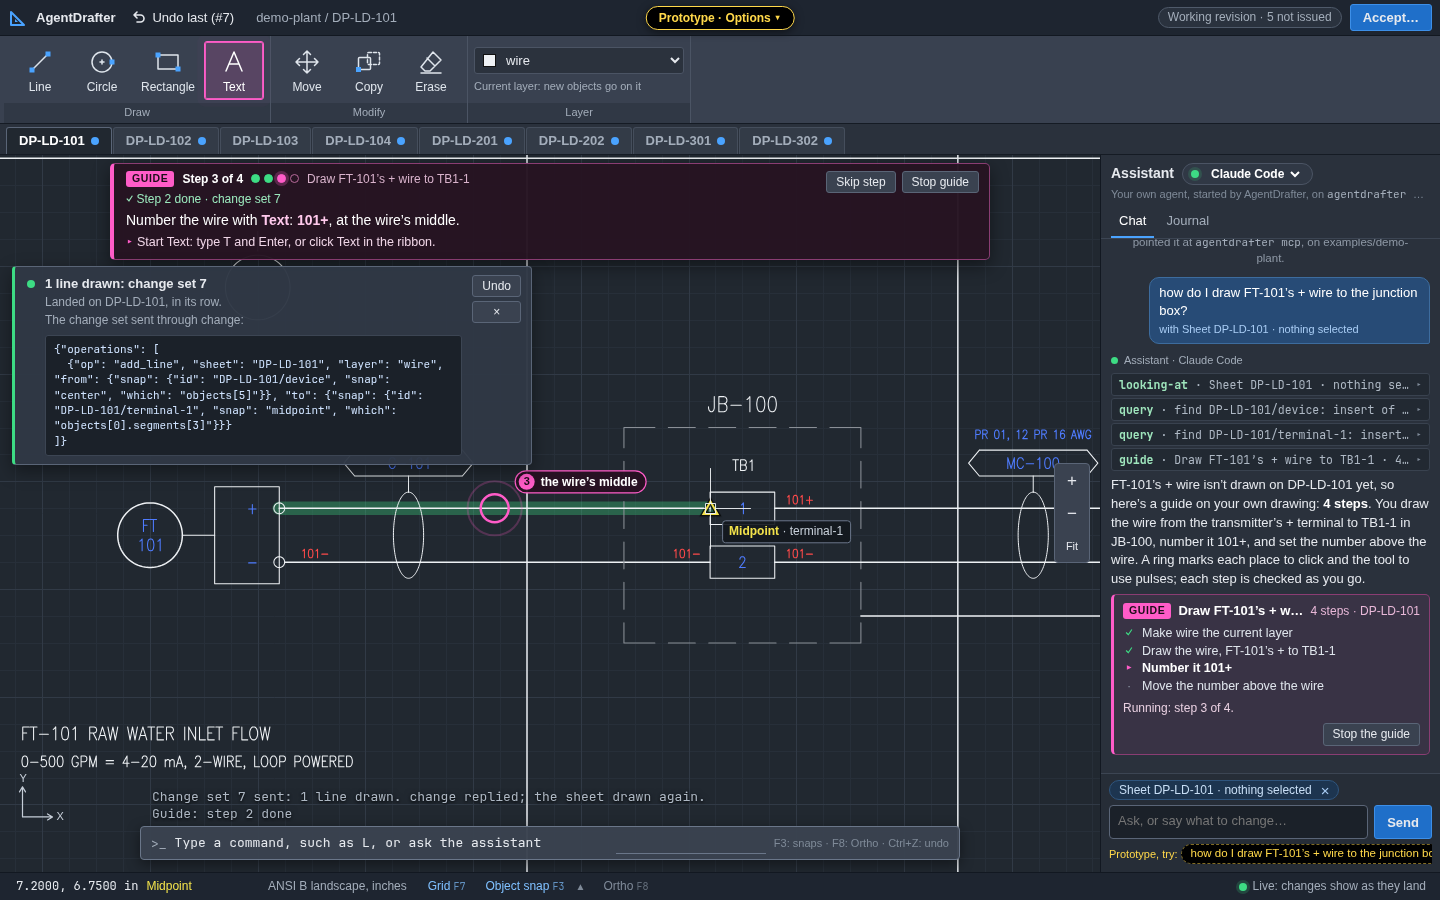 AgentDrafter
Undo last (#7)
demo-plant / DP-LD-101
Prototype · Options ▾
Working revision · 5 not issued
Accept…
Line
Circle
Rectangle
Text
Draw
Move
Copy
Erase
Modify
wire
Current layer: new objects go on it
Layer
DP-LD-101
DP-LD-102
DP-LD-103
DP-LD-104
DP-LD-201
DP-LD-202
DP-LD-301
DP-LD-302
GUIDE Step 3 of 4 Draw FT-101's + wire to TB1-1
Skip step
Stop guide
✓ Step 2 done · change set 7
Number the wire with Text: 101+, at the wire's middle.
▸ Start Text: type T and Enter, or click Text in the ribbon.
1 line drawn: change set 7
Undo
×
Landed on DP-LD-101, in its row.
The change set sent through change:
{"operations": [
{"op": "add_line", "sheet": "DP-LD-101", "layer": "wire",
"from": {"snap": {"id": "DP-LD-101/device", "snap":
"center", "which": "objects[5]"}}, "to": {"snap": {"id":
"DP-LD-101/terminal-1", "snap": "midpoint", "which":
"objects[0].segments[3]"}}}
]}
JB-100
PR 01, 12 PR 16 AWG
MC-100
TB1
3 the wire's middle
101+
1
Midpoint · terminal-1
FT
101
+
−
101−
101−
2
101−
+
−
Fit
FT-101 RAW WATER INLET FLOW
0-500 GPM = 4-20 mA, 2-WIRE, LOOP POWERED
Y
X
Change set 7 sent: 1 line drawn. change replied; the sheet drawn again.
Guide: step 2 done
>_ Type a command, such as L, or ask the assistant
F3: snaps · F8: Ortho · Ctrl+Z: undo
Assistant
Claude Code
Your own agent, started by AgentDrafter, on agentdrafter …
Chat
Journal
pointed it at agentdrafter mcp, on examples/demo-
plant.
how do I draw FT-101's + wire to the junction
box?
with Sheet DP-LD-101 · nothing selected
Assistant · Claude Code
looking-at · Sheet DP-LD-101 · nothing se… ▸
query · find DP-LD-101/device: insert of … ▸
query · find DP-LD-101/terminal-1: insert… ▸
guide · Draw FT-101's + wire to TB1-1 · 4… ▸
FT-101's + wire isn't drawn on DP-LD-101 yet, so
here's a guide on your own drawing: 4 steps. You draw
the wire from the transmitter's + terminal to TB1-1 in
JB-100, number it 101+, and set the number above the
wire. A ring marks each place to click and the tool to
use pulses; each step is checked as you go.
GUIDE Draw FT-101's + w… 4 steps · DP-LD-101
✓ Make wire the current layer
✓ Draw the wire, FT-101's + to TB1-1
▸ Number it 101+
· Move the number above the wire
Running: step 3 of 4.
Stop the guide
Sheet DP-LD-101 · nothing selected ×
Ask, or say what to change…
Send
Prototype, try: how do I draw FT-101's + wire to the junction bo
7.2000, 6.7500 in Midpoint
ANSI B landscape, inches
Grid F7
Object snap F3 ▲
Ortho F8
Live: changes show as they land